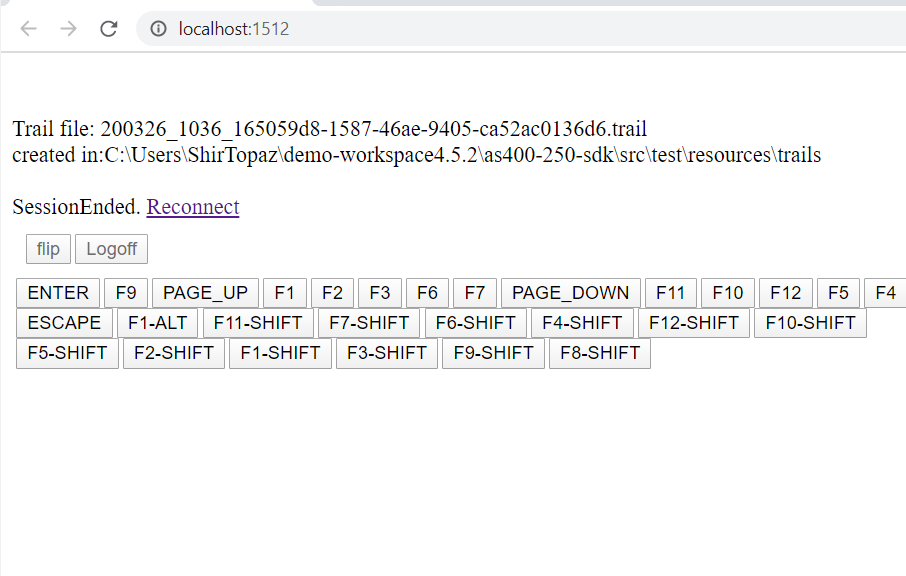 localhost:1512
Trail file: 200326_1036_165059d8-1587-46ae-9405-ca52ac0136d6.trail
created in:C:\Users\ShirTopaz\demo-workspace4.5.2\as400-250-sdk\src\test\resources\trails
SessionEnded. Reconnect
flip Logoff
ENTER F9 PAGE_UP F1 F2 F3 F6 F7 PAGE_DOWN F11 F10 F12 F5 F4
ESCAPE F1-ALT F11-SHIFT F7-SHIFT F6-SHIFT F4-SHIFT F12-SHIFT F10-SHIFT
F5-SHIFT F2-SHIFT F1-SHIFT F3-SHIFT F9-SHIFT F8-SHIFT